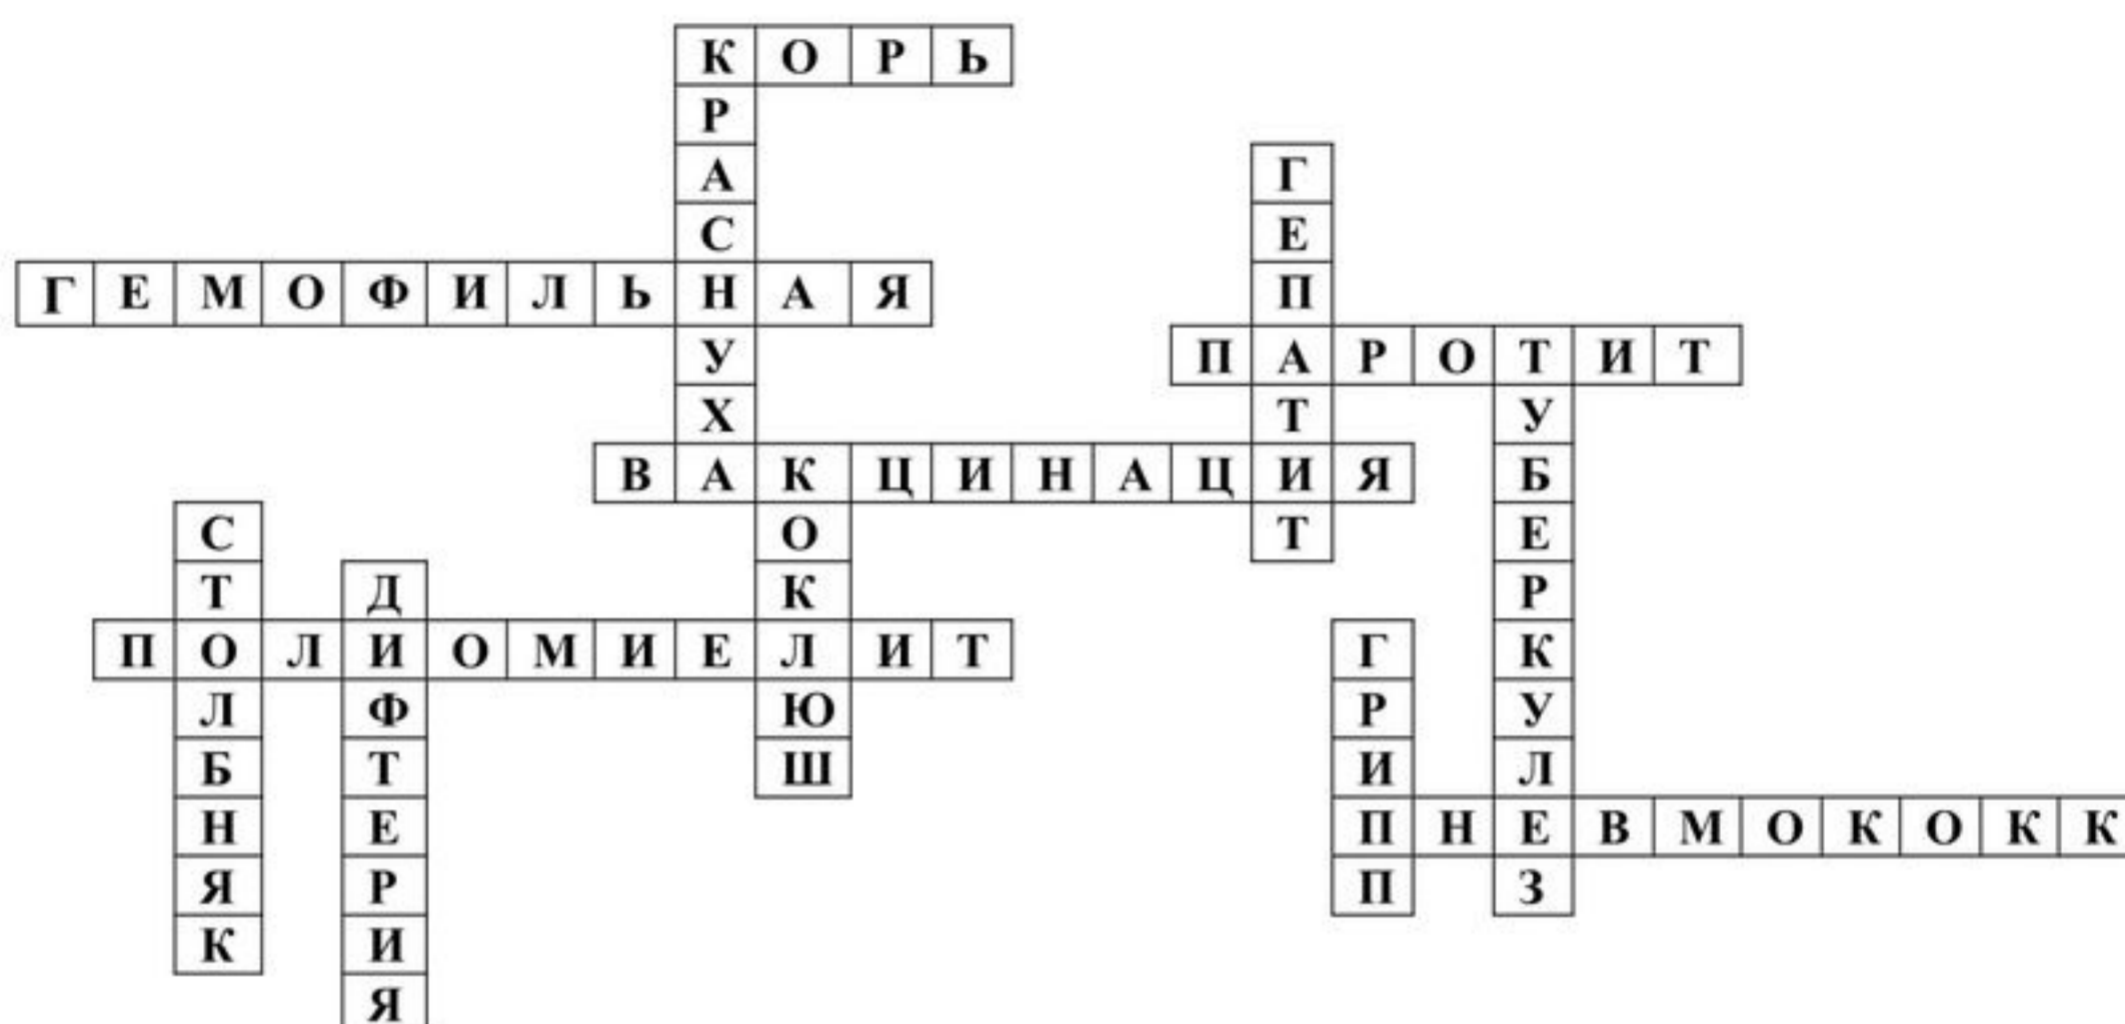 КОРЬ
КРАСНУХА
ГЕПАТИТ
ГЕМОФИЛЬНАЯ
ПАРОТИТ
ТУБЕРКУЛЕЗ
ВАКЦИНАЦИЯ
КОКЛЮШ
СТОЛБНЯК
ДИФТЕРИЯ
ПОЛИОМИЕЛИТ
ГРИПП
ПНЕВМОКОКК